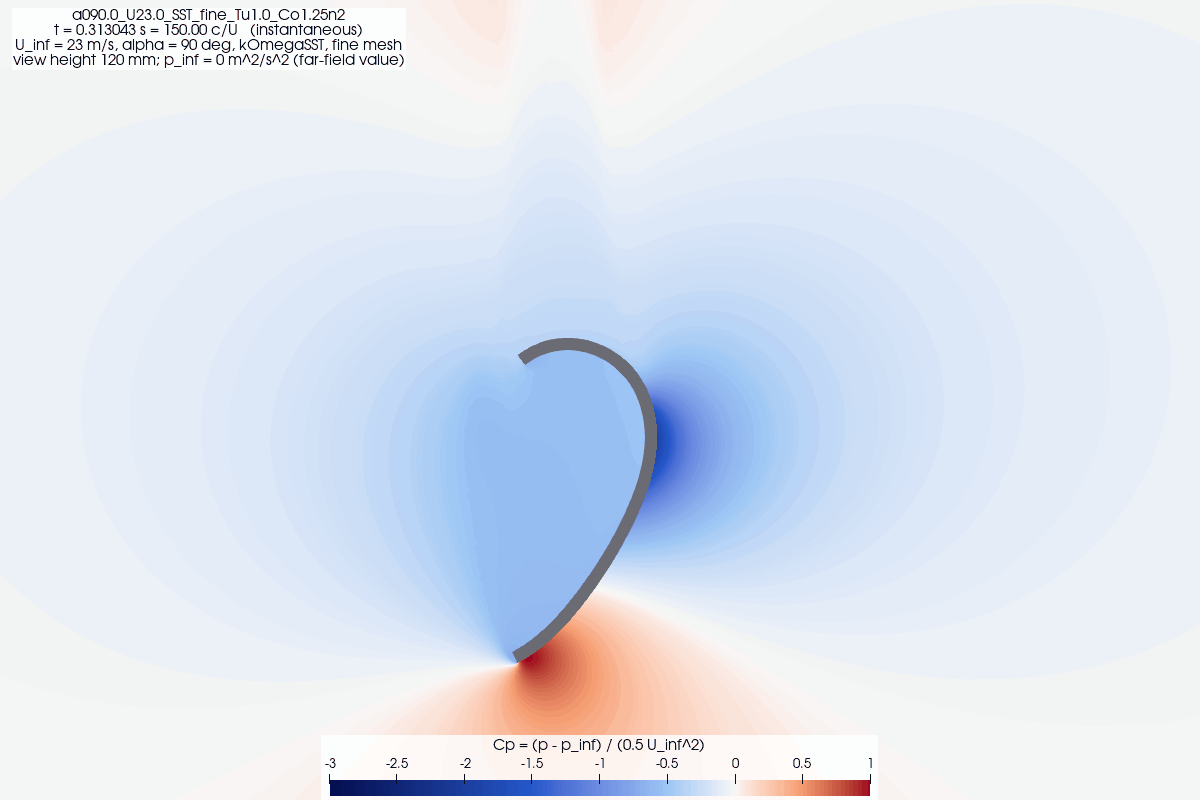 a090.0_U23.0_SST_fine_Tu1.0_Co1.25n2
t = 0.313043 s = 150.00 c/U (instantaneous)
U_inf = 23 m/s, alpha = 90 deg, kOmegaSST, fine mesh
view height 120 mm; p_inf = 0 m^2/s^2 (far-field value)
Cp = (p - p_inf) / (0.5 U_inf^2)
-3 -2.5 -2 -1.5 -1 -0.5 0 0.5 1